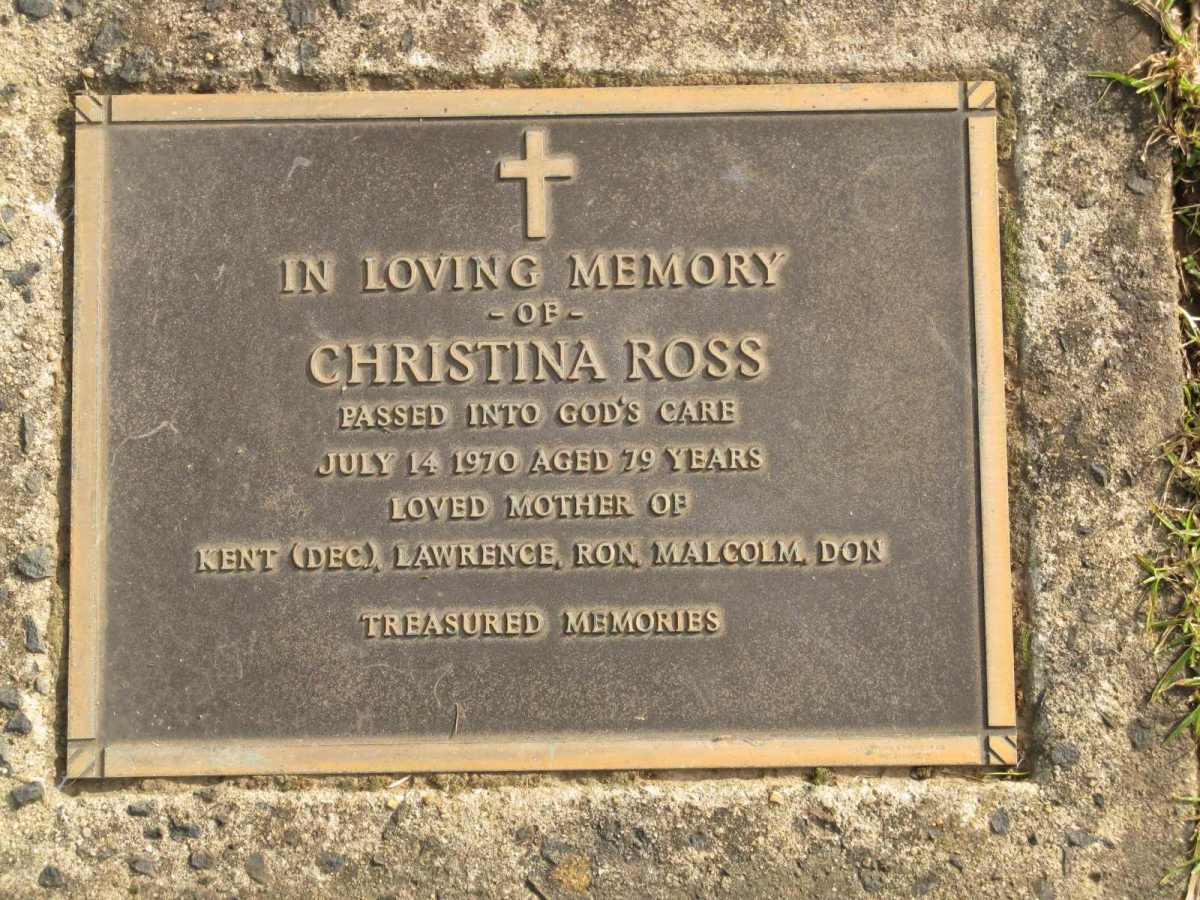 IN LOVING MEMORY
- OF -
CHRISTINA ROSS
PASSED INTO GOD'S CARE
JULY 14 1970 AGED 79 YEARS
LOVED MOTHER OF
KENT (DEC.), LAWRENCE, RON, MALCOLM, DON
TREASURED MEMORIES